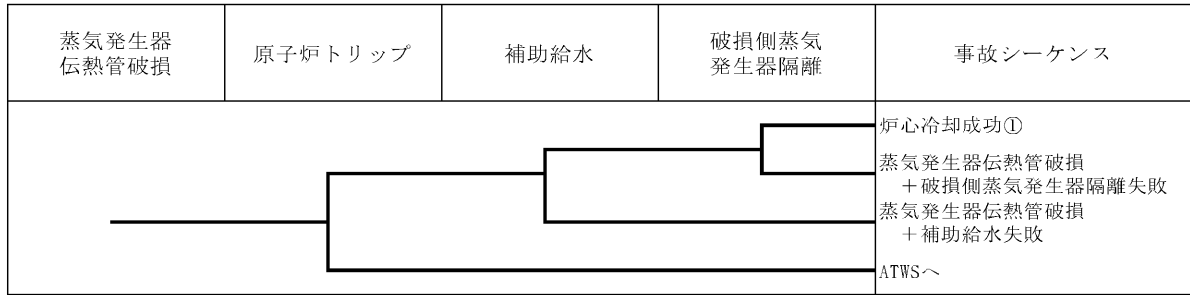 蒸気発生器
伝熱管破損
原子炉トリップ
補助給水
破損側蒸気
発生器隔離
事故シーケンス
炉心冷却成功①
蒸気発生器伝熱管破損
＋破損側蒸気発生器隔離失敗
蒸気発生器伝熱管破損
＋補助給水失敗
ATWSへ